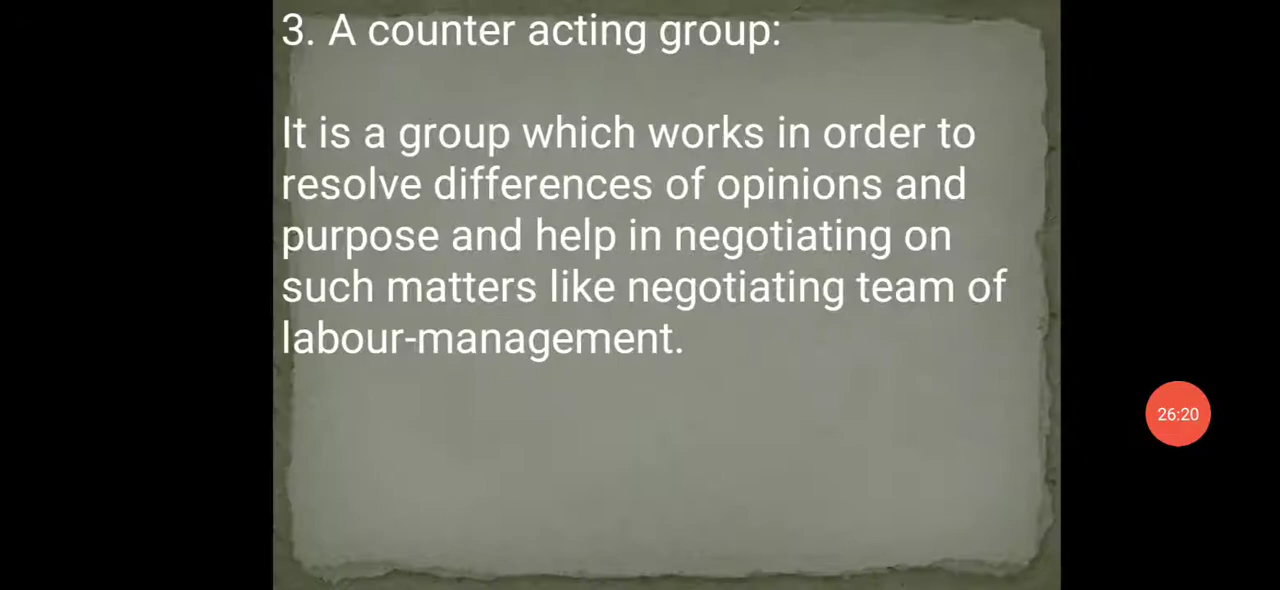 3. A counter acting group:
It is a group which works in order to
resolve differences of opinions and
purpose and help in negotiating on
such matters like negotiating team of
labour-management.
26:20